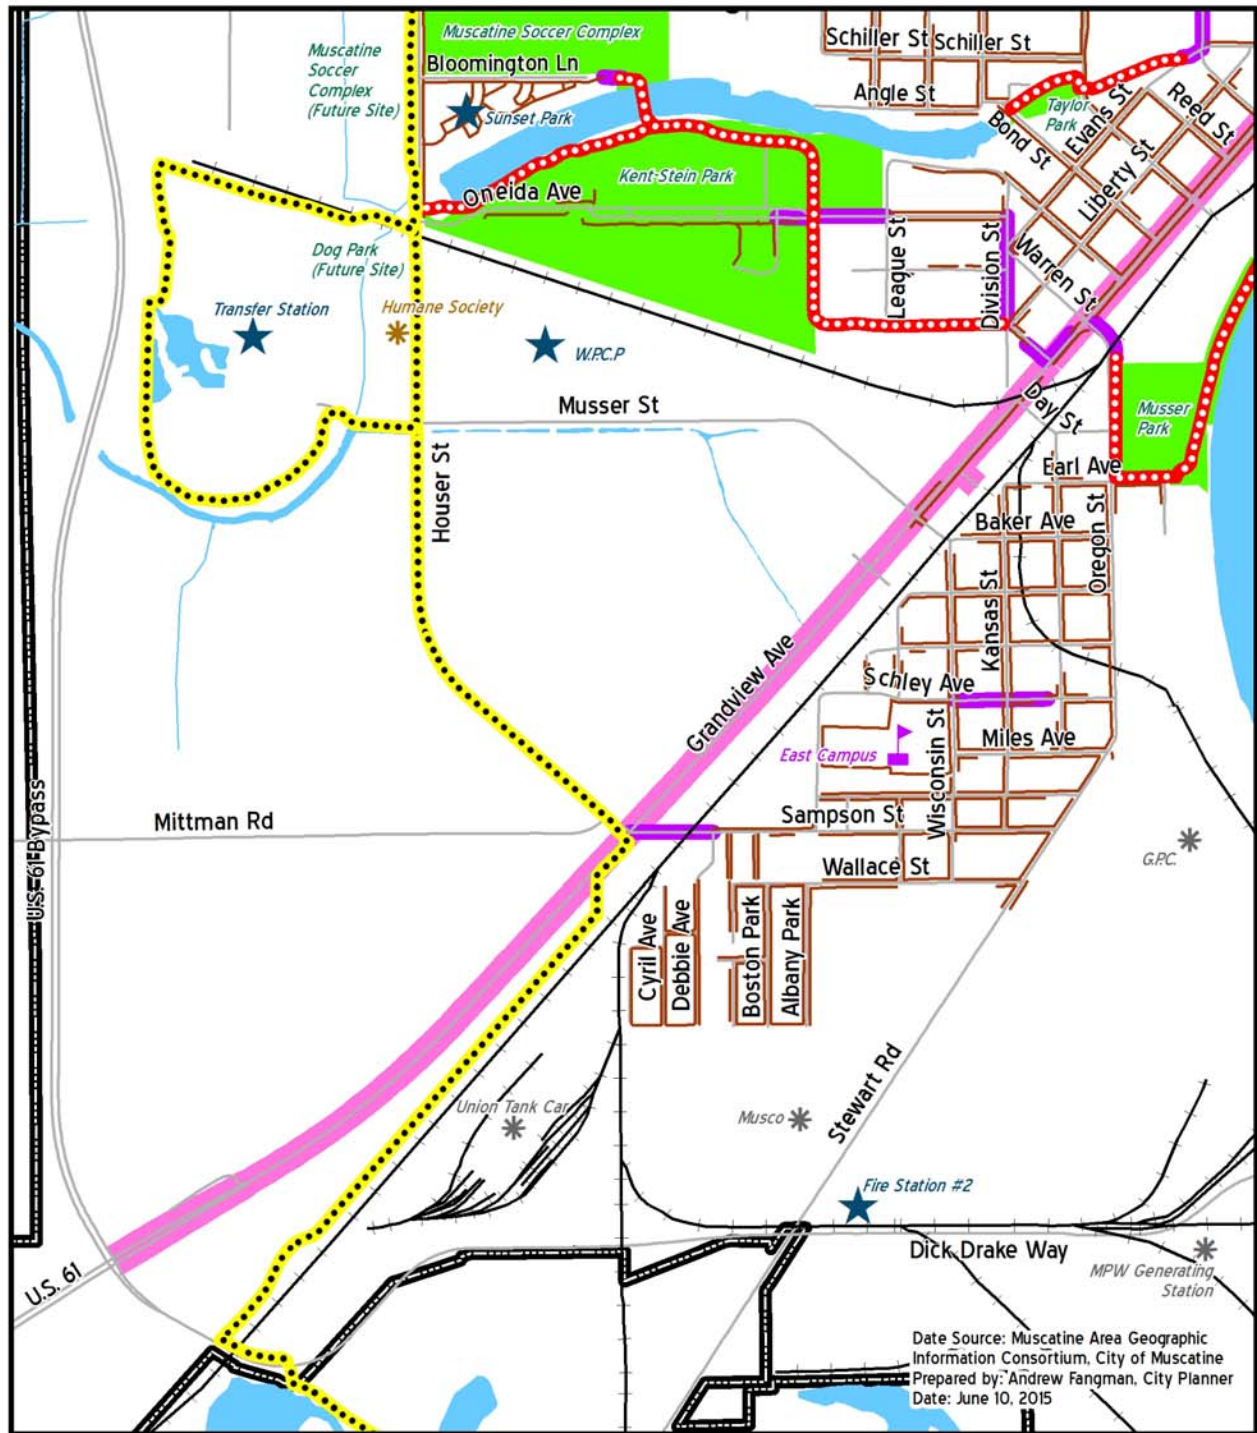 Muscatine Soccer Complex
Schiller St
Schiller St
Muscatine
Soccer
Complex
(Future Site)
Bloomington Ln
Angle St
Sunset Park
Taylor
Park
Evans St
Reed St
Bond St
Kent-Stein Park
Oneida Ave
Liberty St
Dog Park
(Future Site)
League St
Division St
Warren St
Transfer Station
Humane Society
W.P.C.P
Musser St
Day St
Musser
Park
Houser St
Earl Ave
Baker Ave
Oregon St
Kansas St
Grandview Ave
Schley Ave
East Campus
Wisconsin St
Miles Ave
U.S. 61 Bypass
Mittman Rd
Sampson St
G.P.C.
Wallace St
Cyril Ave
Debbie Ave
Boston Park
Albany Park
Union Tank Car
Musco
Stewart Rd
Fire Station #2
Dick Drake Way
MPW Generating
Station
U.S. 61
Date Source: Muscatine Area Geographic
Information Consortium, City of Muscatine
Prepared by: Andrew Fangman, City Planner
Date: June 10, 2015